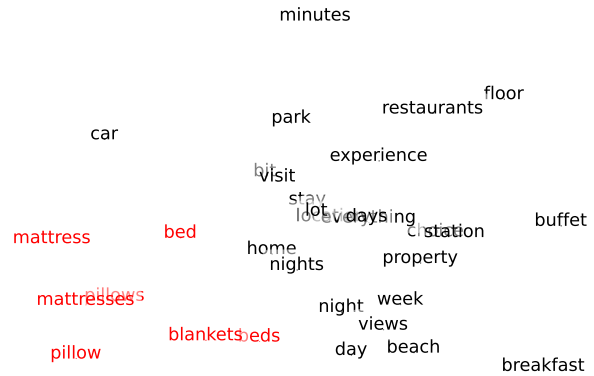 minutes
floor
restaurants
park
car
experience
bit
visit
stay
lot
location
everything
days
buffet
choice
station
bed
mattress
home
property
nights
pillows
mattresses
week
night
views
blankets
beds
beach
day
pillow
breakfast